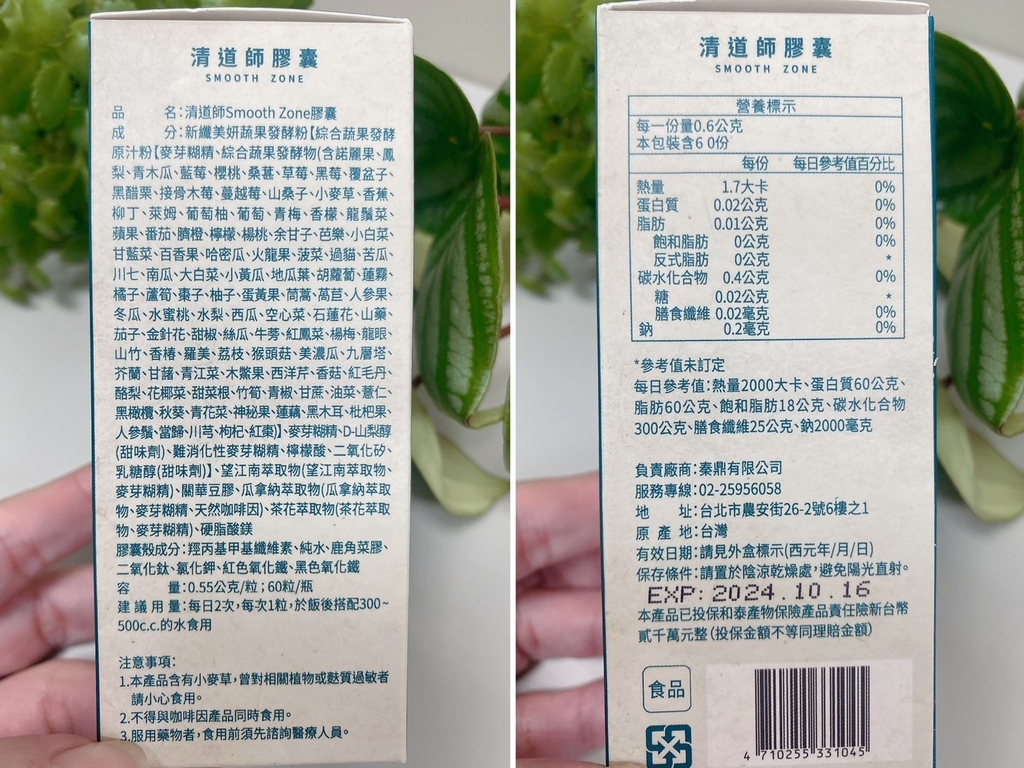 清道師膠囊
SMOOTH ZONE
品 名:清道師Smooth Zone膠囊
成 分:新纖美妍蔬果發酵粉【綜合蔬果發酵
原汁粉【麥芽糊精、綜合蔬果發酵物(含諾麗果、鳳
梨、青木瓜、藍莓、櫻桃、桑葚、草莓、黑莓、覆盆子、
黑醋栗、接骨木莓、蔓越莓、山桑子、小麥草、香蕉、
柳丁、萊姆、葡萄柚、葡萄、青梅、香檬、龍鬚菜、
蘋果、番茄、臍橙、檸檬、楊桃、余甘子、芭樂、小白菜、
甘藍菜、百香果、哈密瓜、火龍果、菠菜、過貓、苦瓜、
川七、南瓜、大白菜、小黃瓜、地瓜葉、胡蘿蔔、蓮霧、
橘子、蘆筍、棗子、柚子、蛋黃果、茼蒿、萵苣、人參果、
冬瓜、水蜜桃、水梨、西瓜、空心菜、石蓮花、山藥、
茄子、金針花、甜椒、絲瓜、牛蒡、紅鳳菜、楊梅、龍眼、
山竹、香椿、羅美、荔枝、猴頭菇、美濃瓜、九層塔、
芥蘭、甘藷、青江菜、木鱉果、西洋芹、香菇、紅毛丹、
酪梨、花椰菜、甜菜根、竹筍、青椒、甘蔗、油菜、薏仁、
黑橄欖、秋葵、青花菜、神秘果、蓮藕、黑木耳、枇杷果、
人參鬚、當歸、川芎、枸杞、紅棗)】、麥芽糊精、D-山梨醇
(甜味劑)、難消化性麥芽糊精、檸檬酸、二氧化矽、
乳糖醇(甜味劑)】、望江南萃取物(望江南萃取物、
麥芽糊精)、關華豆膠、瓜拿納萃取物(瓜拿納萃取
物、麥芽糊精、天然咖啡因)、茶花萃取物(茶花萃取
物、麥芽糊精)、硬脂酸鎂
膠囊殼成分:羥丙基甲基纖維素、純水、鹿角菜膠、
二氧化鈦、氯化鉀、紅色氧化鐵、黑色氧化鐵
容 量:0.55公克/粒;60粒/瓶
建議用量:每日2次,每次1粒,於飯後搭配300~
500c.c.的水食用
注意事項:
1.本產品含有小麥草,曾對相關植物或麩質過敏者
請小心食用。
2.不得與咖啡因產品同時食用。
3.服用藥物者,食用前須先諮詢醫療人員。
清道師膠囊
SMOOTH ZONE
營養標示
每一份量0.6公克
本包裝含6 0份
每份 每日參考值百分比
熱量 1.7大卡 0%
蛋白質 0.02公克 0%
脂肪 0.01公克 0%
飽和脂肪 0公克 0%
反式脂肪 0公克 *
碳水化合物 0.4公克 0%
糖 0.02公克 *
膳食纖維 0.02毫克 0%
鈉 0.2毫克 0%
*參考值未訂定
每日參考值:熱量2000大卡、蛋白質60公克、
脂肪60公克、飽和脂肪18公克、碳水化合物
300公克、膳食纖維25公克、鈉2000毫克
負責廠商:秦鼎有限公司
服務專線:02-25956058
地 址:台北市農安街26-2號6樓之1
原 產 地:台灣
有效日期:請見外盒標示(西元年/月/日)
保存條件:請置於陰涼乾燥處,避免陽光直射。
EXP: 2024.10.16
本產品已投保和泰產物保險產品責任險新台幣
貳千萬元整(投保金額不等同理賠金額)
食品
4 710255 331045